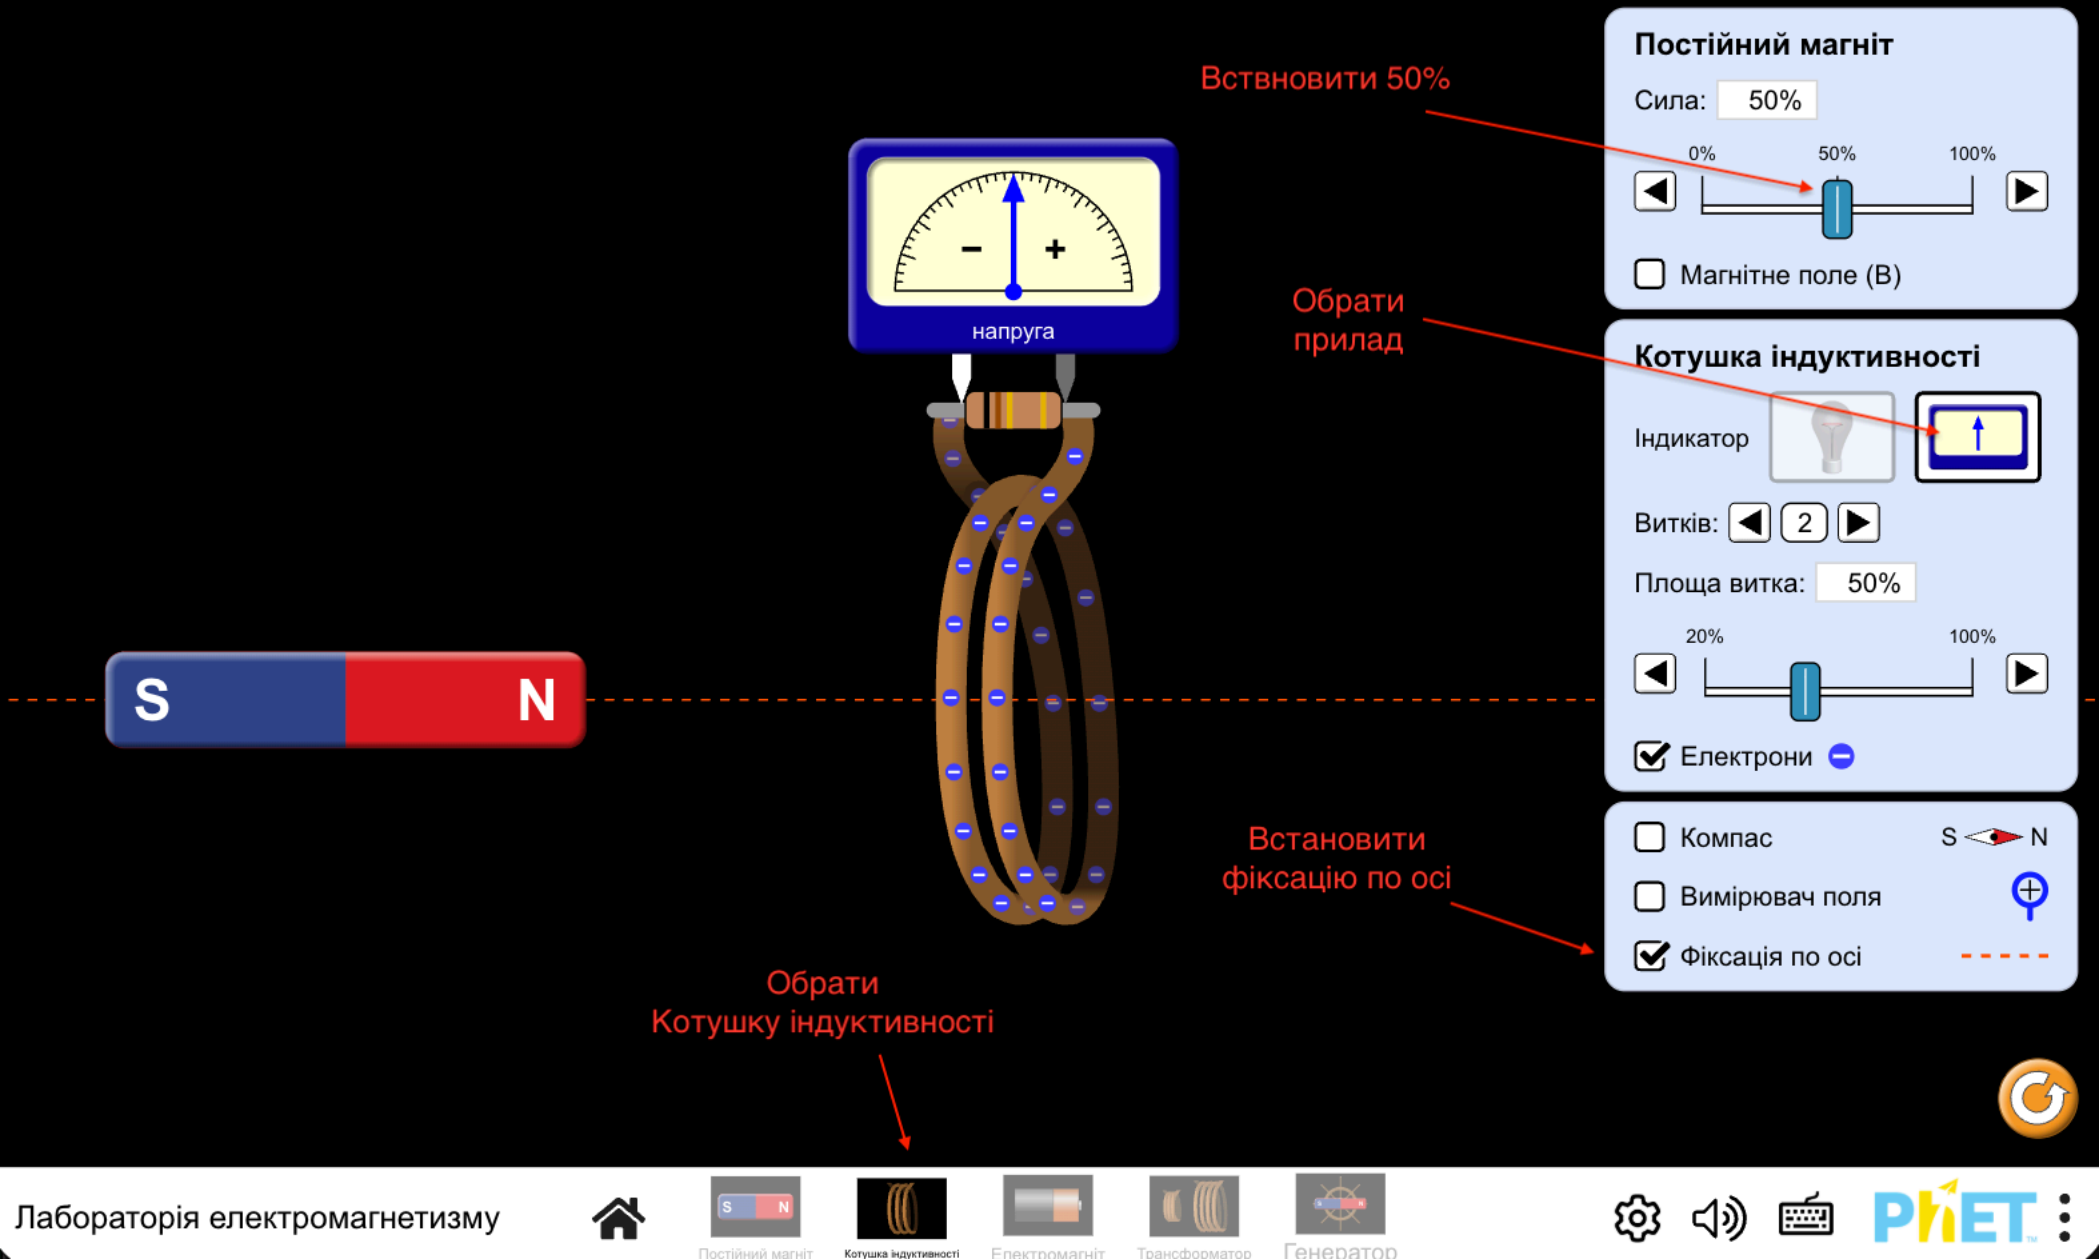 Постійний магніт
Вствновити 50%
Сила: 50%
0% 50% 100%
Магнітне поле (B)
− +
напруга
Обрати
прилад
Котушка індуктивності
Індикатор
Витків: 2
Площа витка: 50%
20% 100%
Електрони
S N
Встановити
фіксацію по осі
Компас S N
Вимірювач поля
Фіксація по осі
Обрати
Котушку індуктивності
Лабораторія електромагнетизму
S N
Постійний магніт
Котушка індуктивності
Електромагніт
Трансформатор
Генератор
PhET